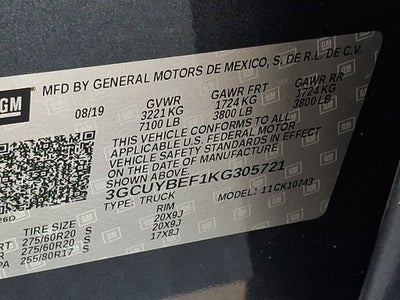 GM
MFD BY GENERAL MOTORS DE MEXICO, S. DE R.L. DE C.V.
08/19 GVWR GAWR FRT GAWR RR
3221 KG 1724 KG 1724 KG
7100 LB 3800 LB 3800 LB
THIS VEHICLE CONFORMS TO ALL
APPLICABLE U.S. FEDERAL MOTOR
VEHICLE SAFETY STANDARDS IN
EFFECT ON THE DATE OF MANUFACTURE
SHOWN ABOVE.
3GCUYBEF1KG305721
TYPE: TRUCK MODEL: 11CK10743
TIRE SIZE RIM
RT 275/60R20 S 20X9J
275/60R20 S 20X9J
PA 255/80R17 S 17X8J